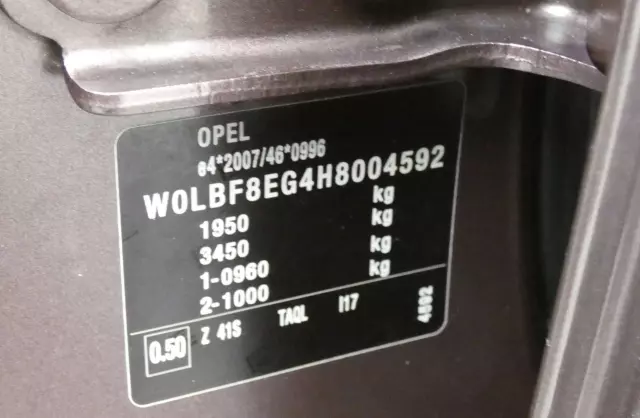 OPEL
e4*2007/46*0996
W0LBF8EG4H8004592
1950 kg
3450 kg
1-0960 kg
2-1000 kg
0.50 Z 41S TAQL I17 4592